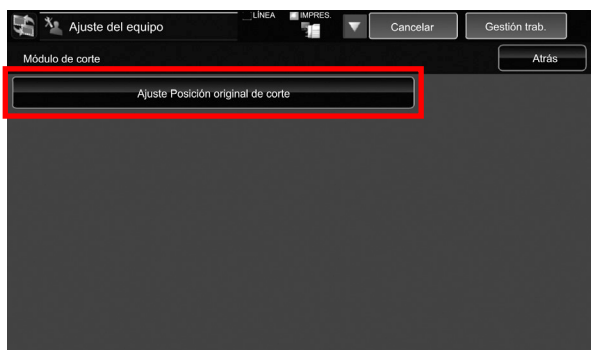 Ajuste del equipo
LÍNEA
IMPRES.
Cancelar
Gestión trab.
Módulo de corte
Atrás
Ajuste Posición original de corte